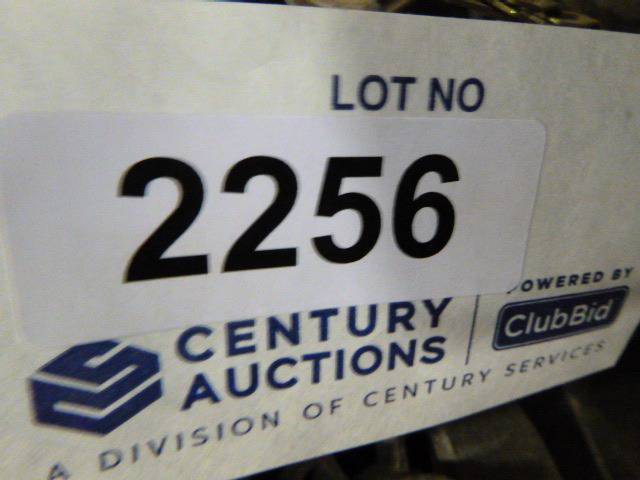 LOT NO
2256
CENTURY
AUCTIONS
POWERED BY
ClubBid
A DIVISION OF CENTURY SERVICES